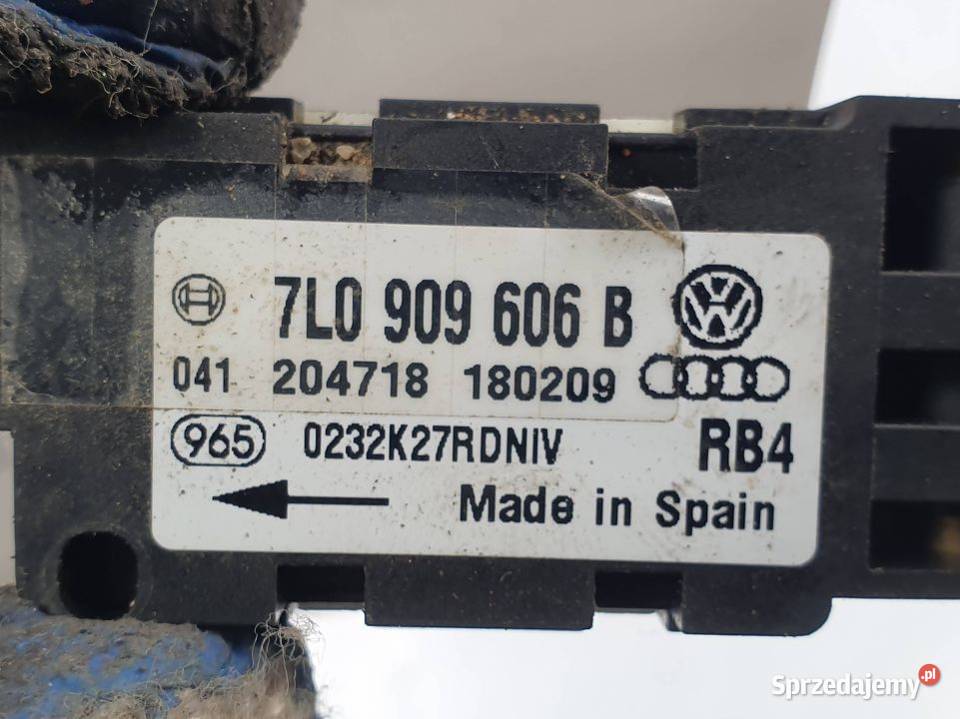 7L0 909 606 B
041 204718 180209
965 0232K27RDNIV RB4
Made in Spain
Sprzedajemy.pl